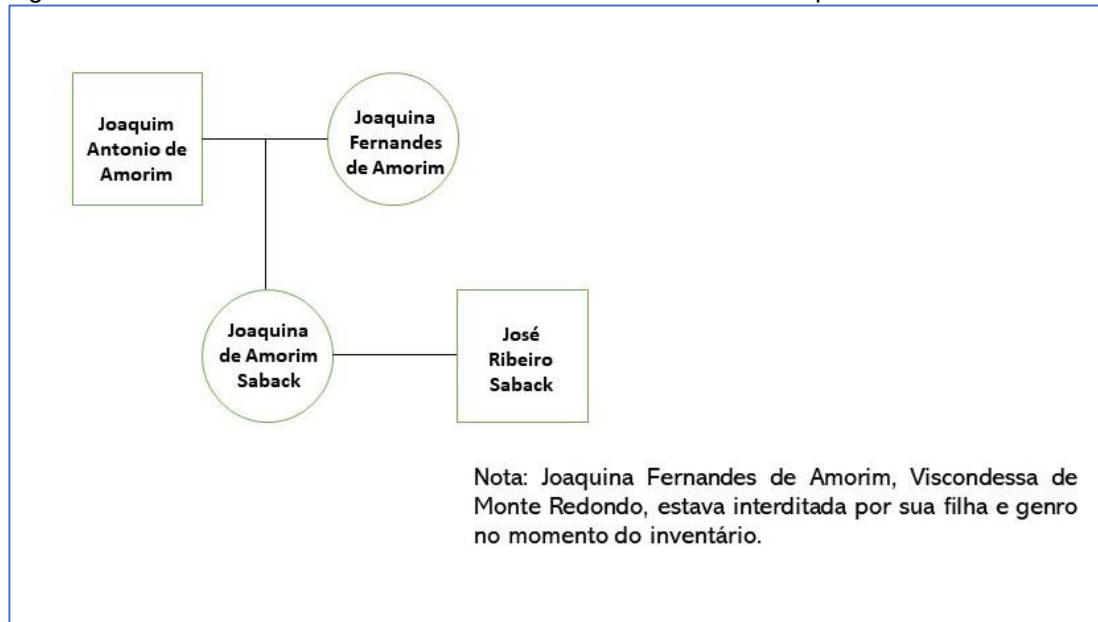 Joaquim
Antonio de
Amorim
Joaquina
Fernandes
de Amorim
Joaquina
de Amorim
Saback
José
Ribeiro
Saback
Nota: Joaquina Fernandes de Amorim, Viscondessa de
Monte Redondo, estava interditada por sua filha e genro
no momento do inventário.